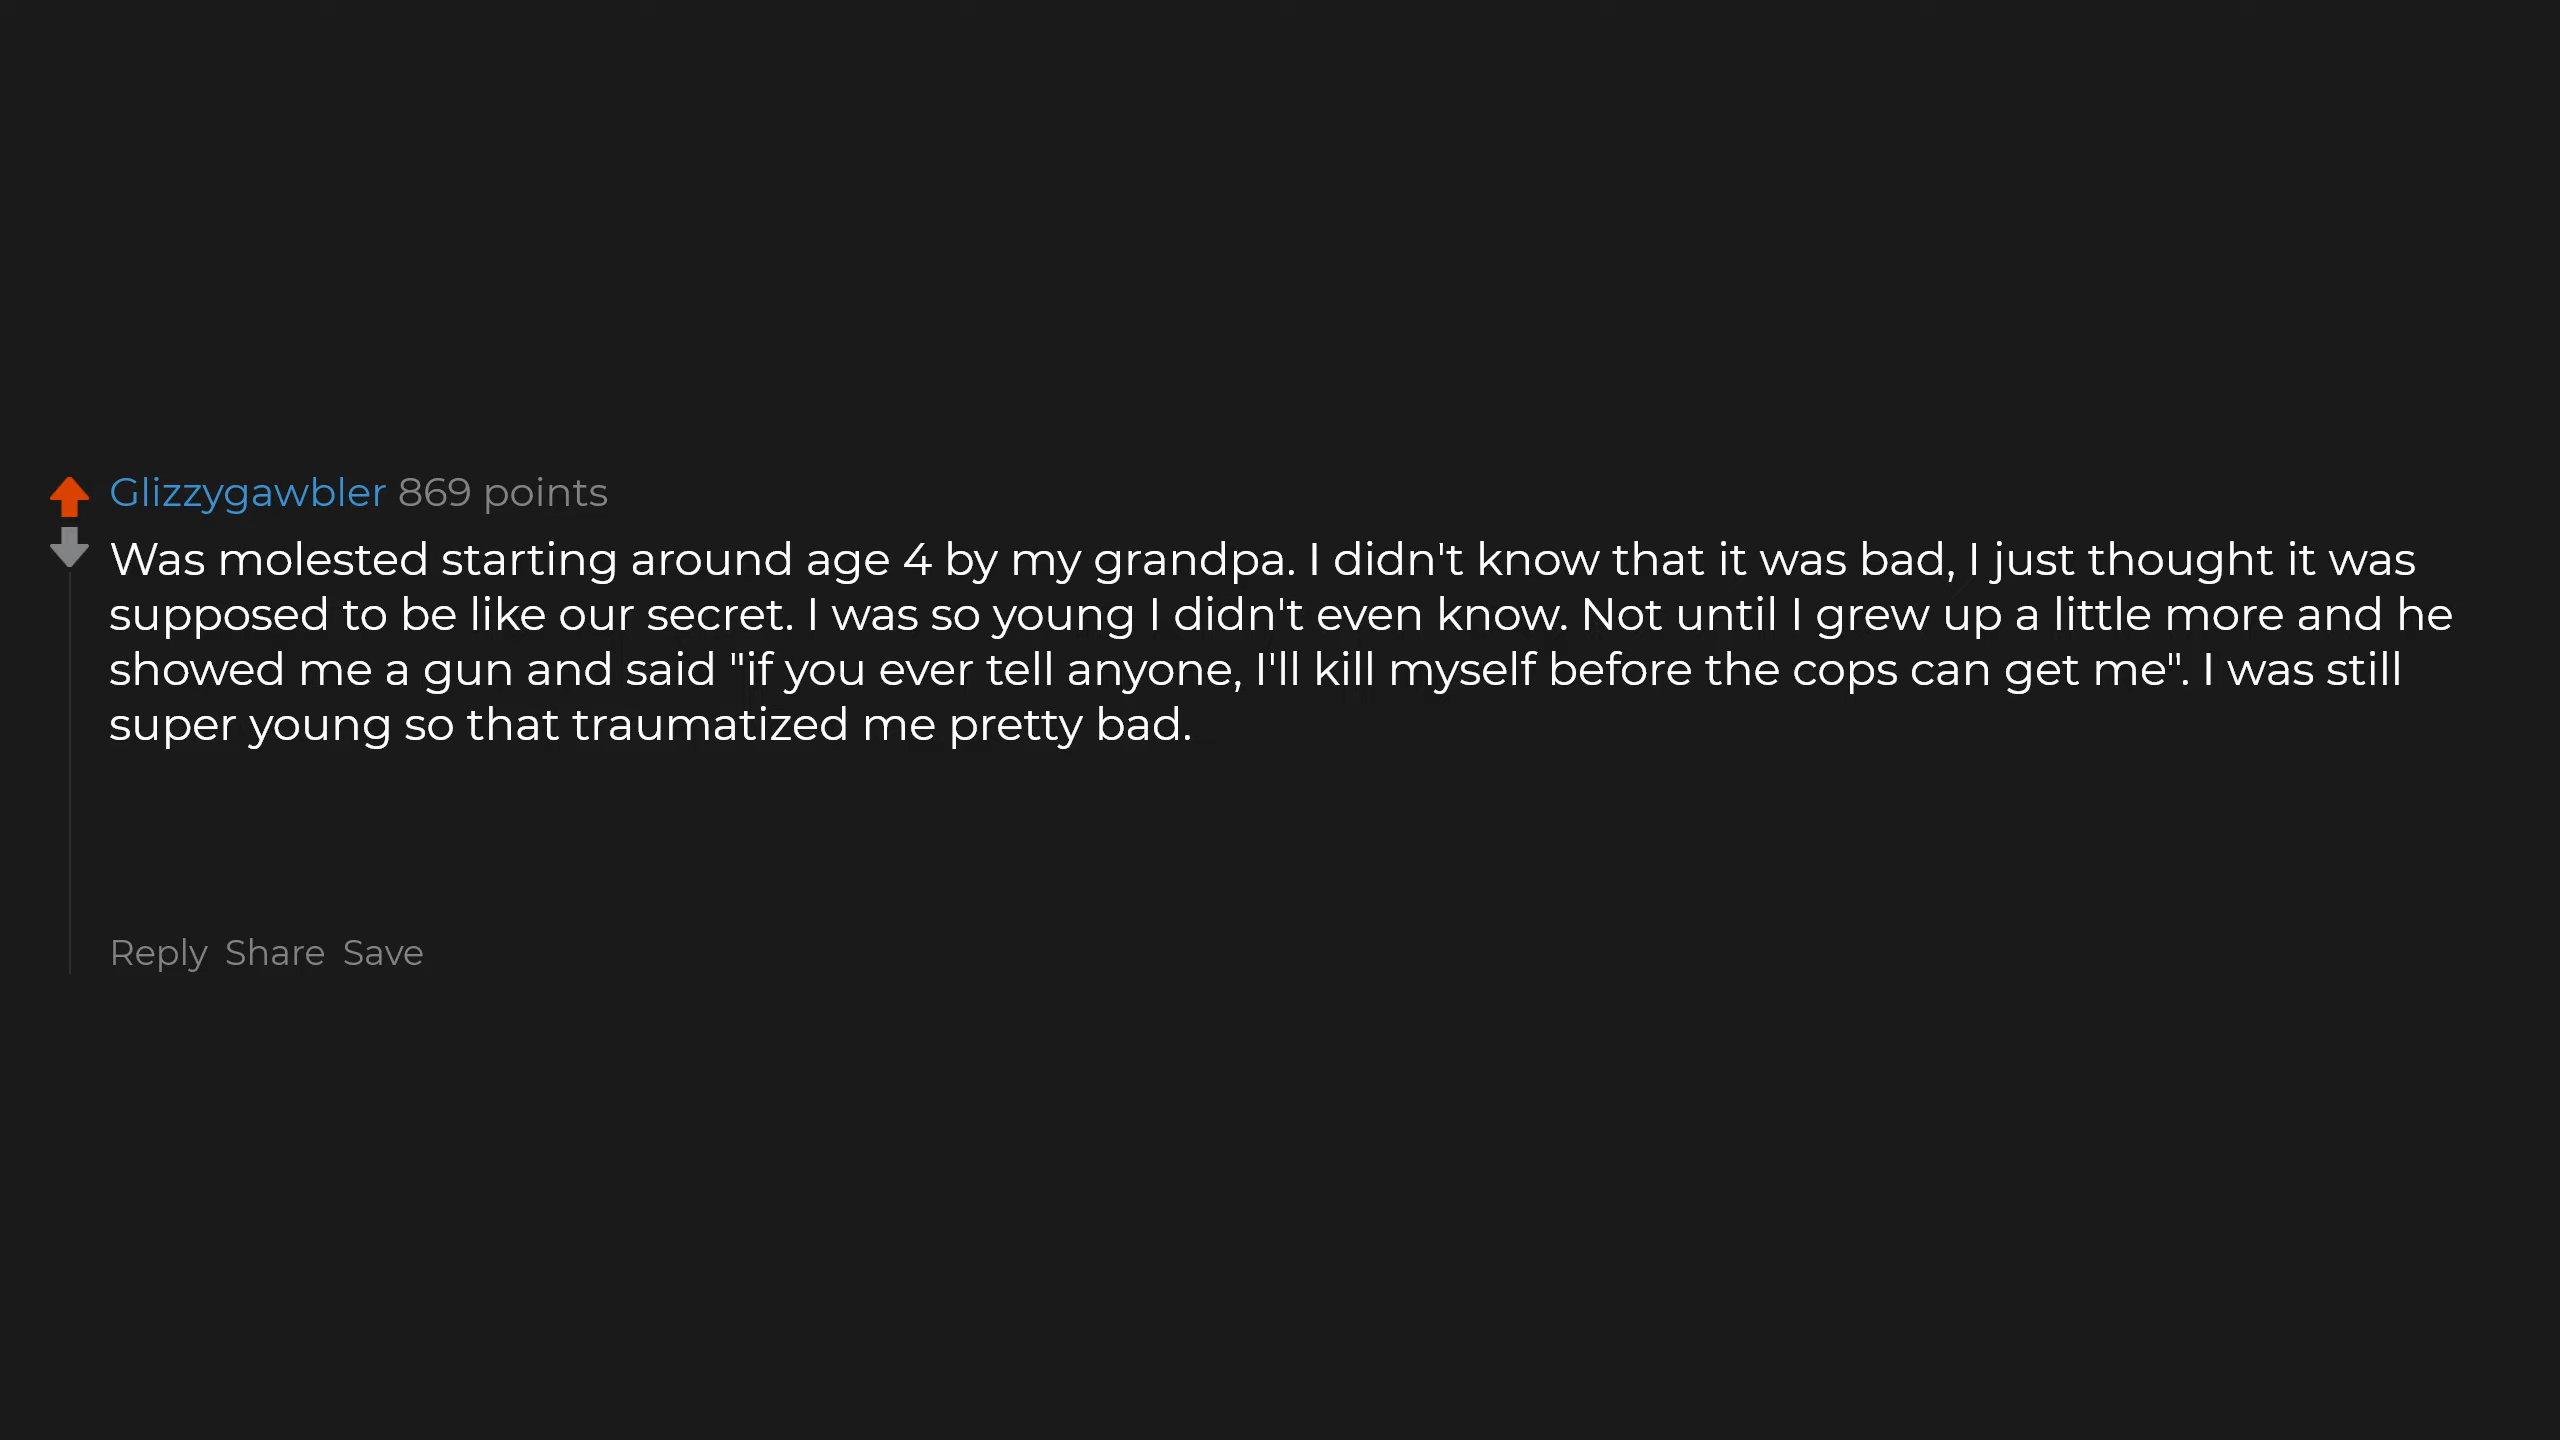 Glizzygawbler 869 points
Was molested starting around age 4 by my grandpa. I didn't know that it was bad, I just thought it was
supposed to be like our secret. I was so young I didn't even know. Not until I grew up a little more and he
showed me a gun and said "if you ever tell anyone, I'll kill myself before the cops can get me". I was still
super young so that traumatized me pretty bad.
Reply Share Save